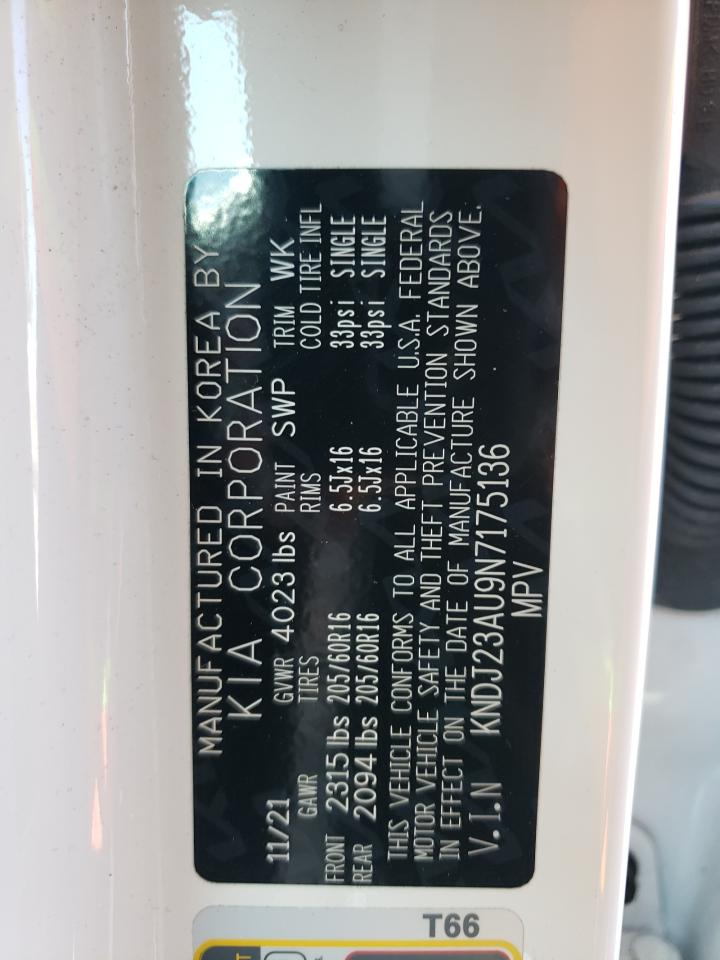 MANUFACTURED IN KOREA BY
KIA CORPORATION
11/21 GVWR 4023 lbs PAINT SWP TRIM WK
GAWR TIRES RIMS COLD TIRE INFL
FRONT 2315 lbs 205/60R16 6.5Jx16 33psi SINGLE
REAR 2094 lbs 205/60R16 6.5Jx16 33psi SINGLE
THIS VEHICLE CONFORMS TO ALL APPLICABLE U.S.A. FEDERAL
MOTOR VEHICLE SAFETY AND THEFT PREVENTION STANDARDS
IN EFFECT ON THE DATE OF MANUFACTURE SHOWN ABOVE.
V.I.N KNDJ23AU9N7175136
MPV
T66